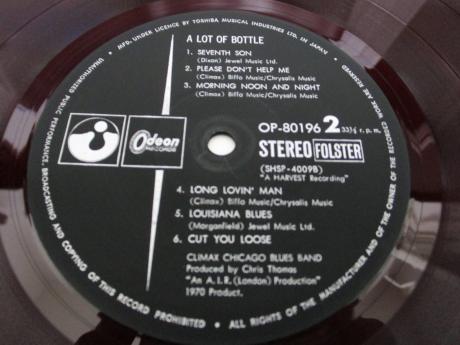 • MFD. UNDER LICENCE BY TOSHIBA MUSICAL INDUSTRIES LTD. IN JAPAN •
A LOT OF BOTTLE
1. SEVENTH SON
(Dixon) Jewel Music Ltd.
2. PLEASE DON'T HELP ME
(Climax) Biffo Music/Chrysalis Music
3. MORNING NOON AND NIGHT
(Climax) Biffo Music/Chrysalis Music
Odeon
RECORDS
OP-80196 2 33⅓ r.p.m.
STEREO FOLSTER
(SHSP-4009B)
"A HARVEST Recording"
4. LONG LOVIN' MAN
(Climax) Biffo Music/Chrysalis Music
5. LOUISIANA BLUES
(Morganfield) Jewel Music Ltd.
6. CUT YOU LOOSE
CLIMAX CHICAGO BLUES BAND
Produced by Chris Thomas
"An A.I.R. (London) Production"
1970 Product.
UNAUTHORIZED PUBLIC PERFORMANCE, BROADCASTING AND COPYING OF THIS RECORD PROHIBITED • ALL RIGHTS OF THE MANUFACTURER AND OF THE OWNER OF THE RECORDED WORK ARE RESERVED